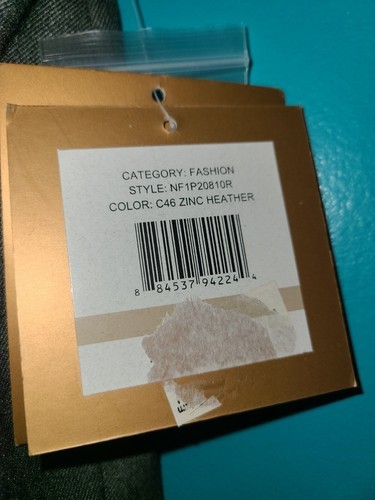 CATEGORY: FASHION
STYLE: NF1P20810R
COLOR: C46 ZINC HEATHER
8 84537 94224 4